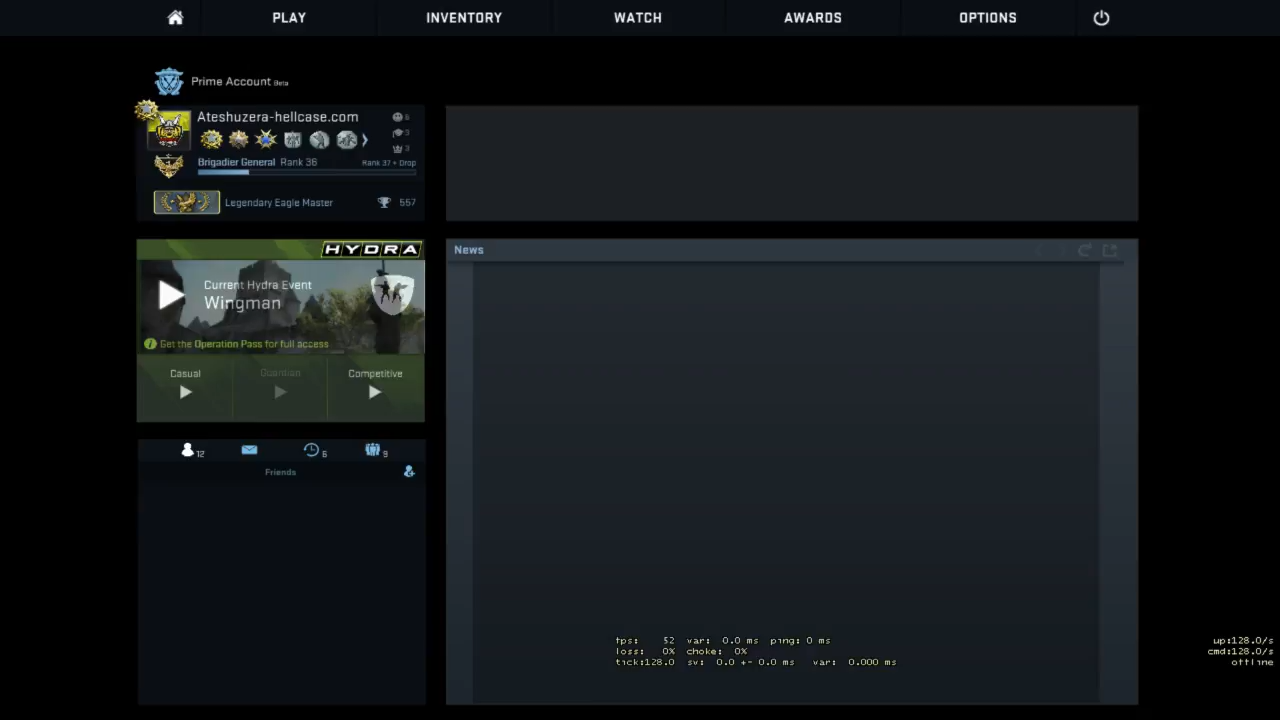 PLAY
INVENTORY
WATCH
AWARDS
OPTIONS
Prime Account Beta
Ateshuzera-hellcase.com
6
3
3
Brigadier General Rank 36
Rank 37 + Drop
Legendary Eagle Master
557
HYDRA
Current Hydra Event
Wingman
Get the Operation Pass for full access
Casual
Guardian
Competitive
12
6
9
Friends
News
fps: 52 var: 0.0 ms ping: 0 ms
loss: 0% choke: 0%
tick:128.0 sv: 0.0 +- 0.0 ms var: 0.000 ms
up:128.0/s
cmd:128.0/s
offline